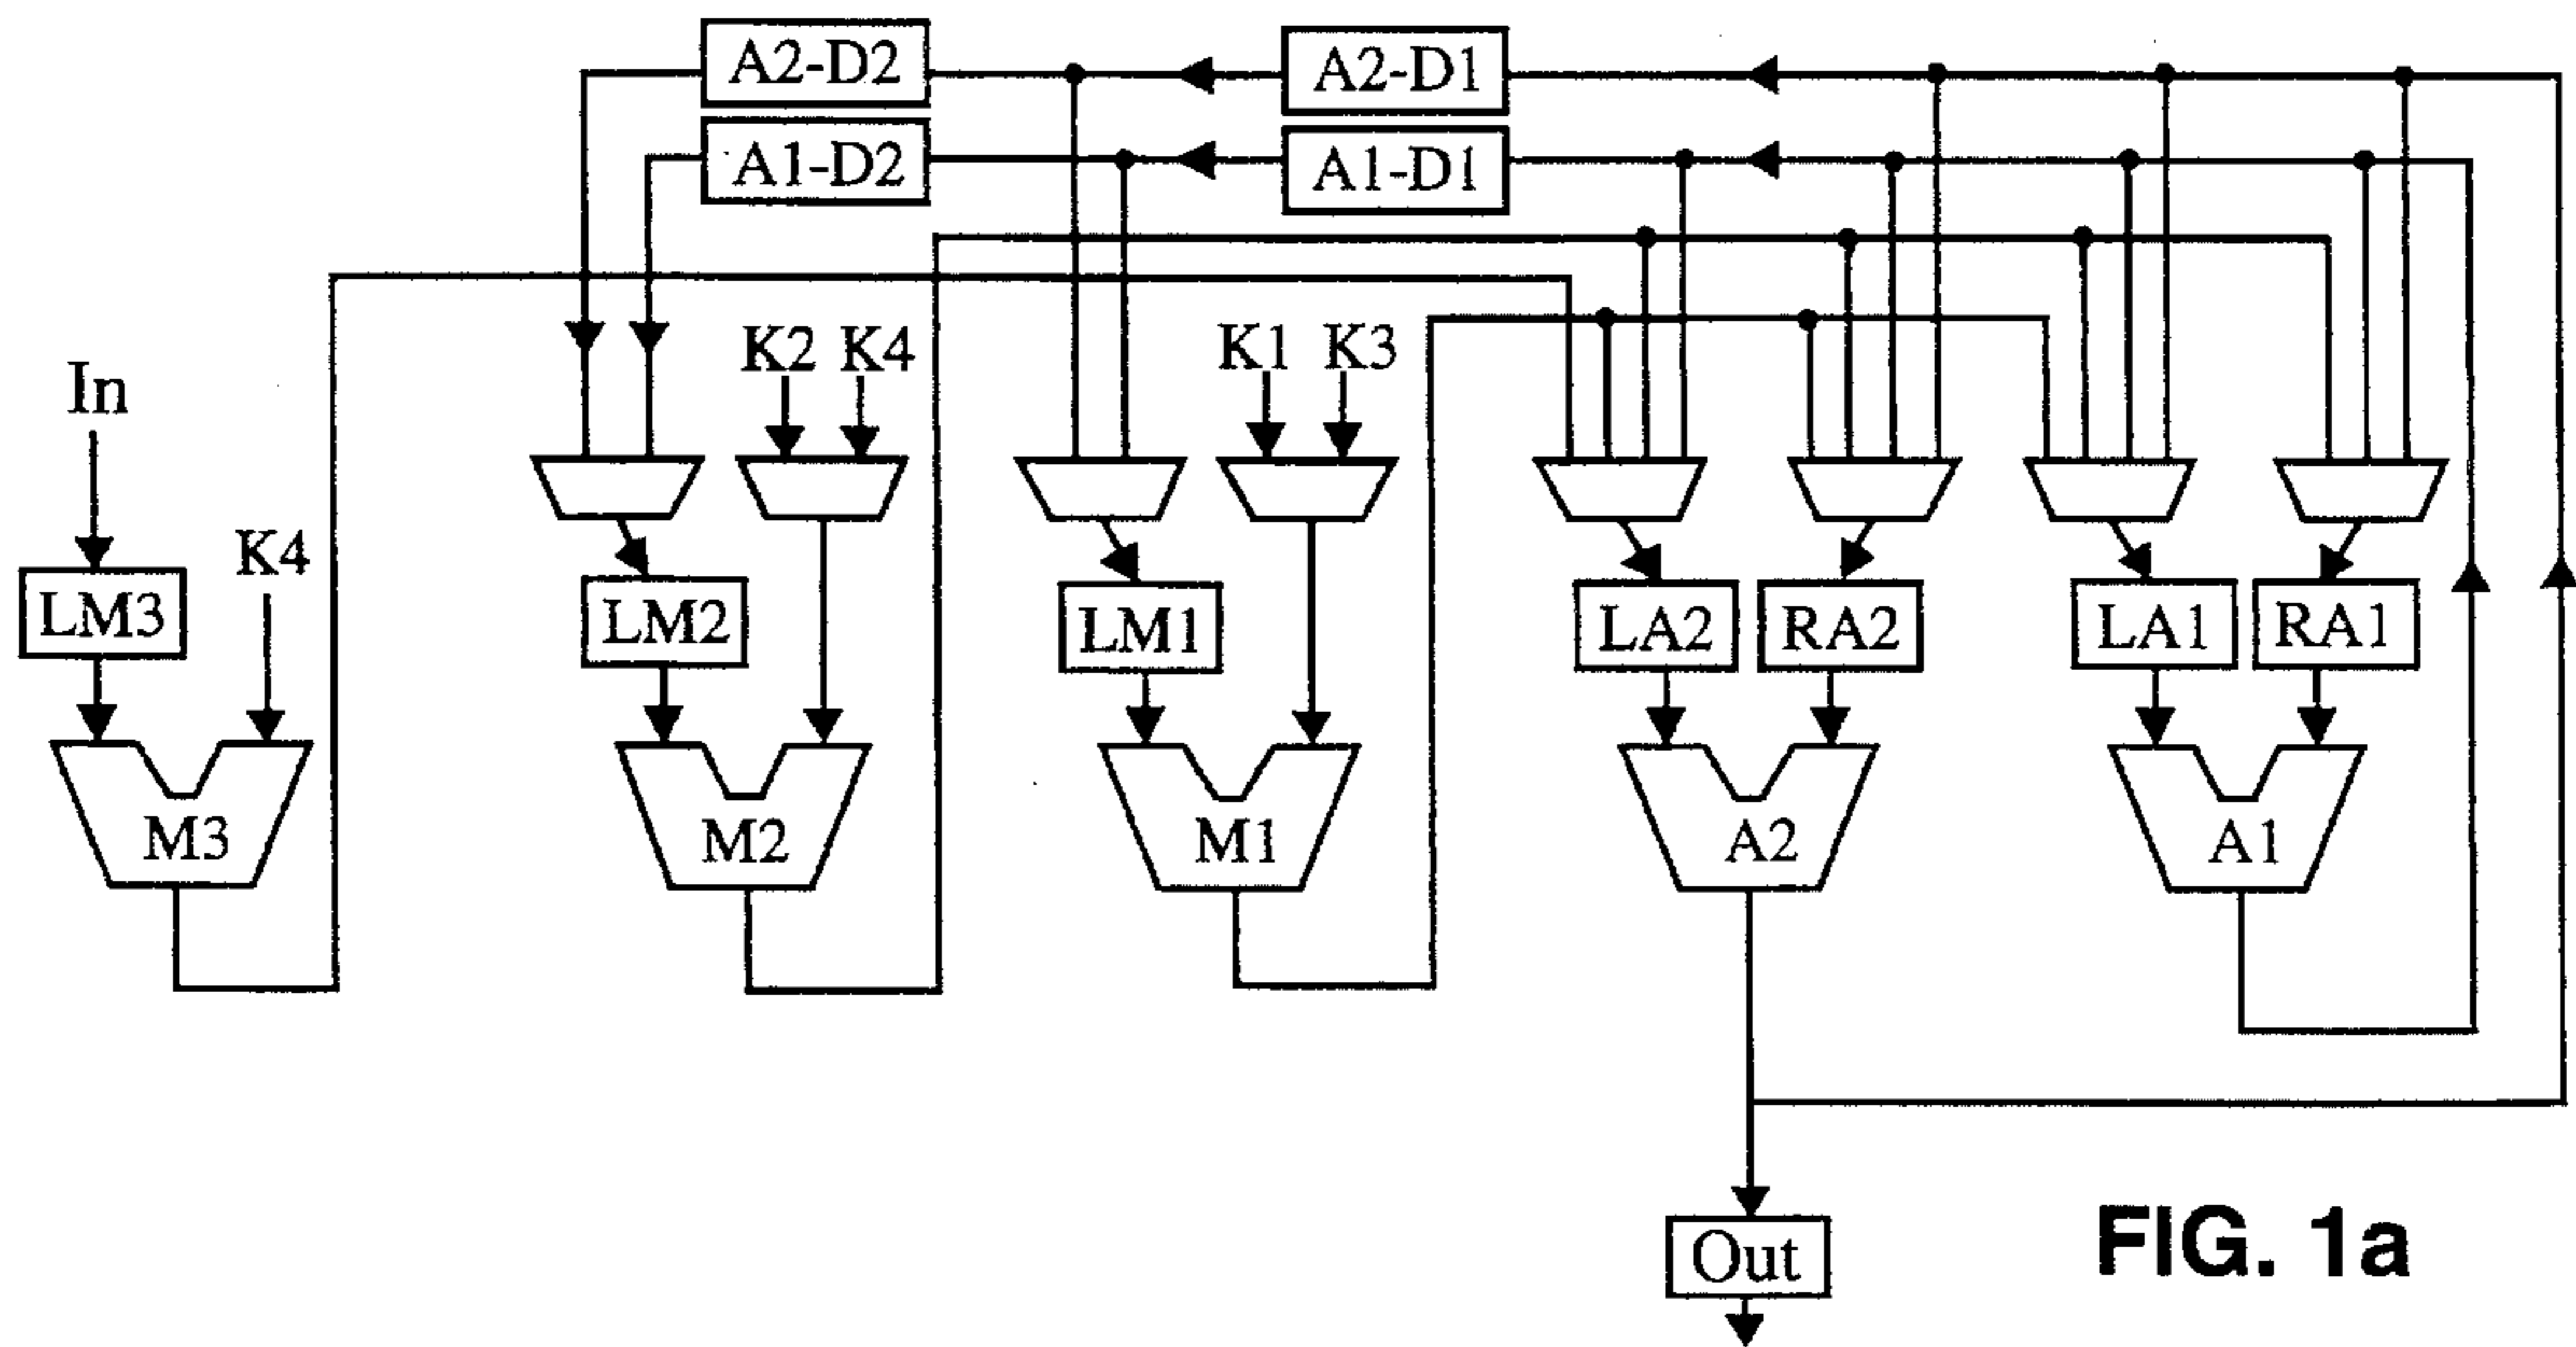 A2-D2
A2-D1
A1-D2
A1-D1
K2 K4
K1 K3
In
K4
LM3
LM2
LM1
LA2
RA2
LA1
RA1
M3
M2
M1
A2
A1
Out
FIG. 1a